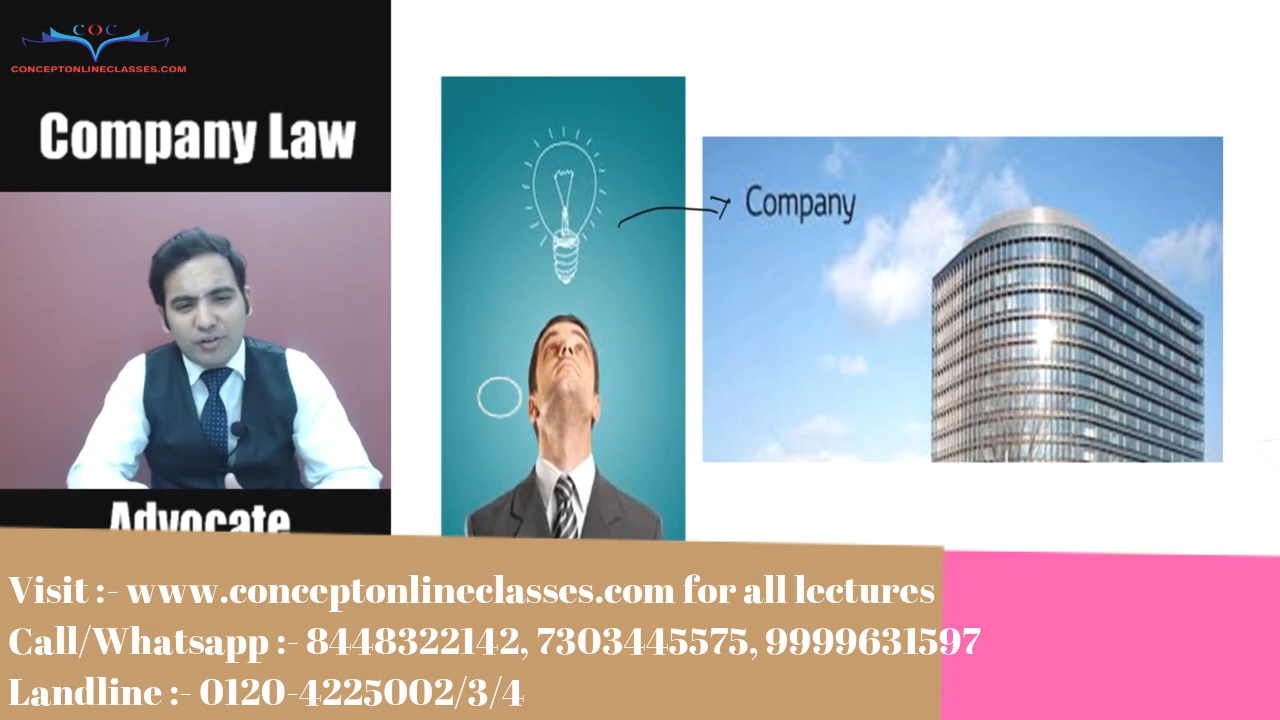 COC
CONCEPTONLINECLASSES.COM
Company Law
Company
Advocate
Visit :- www.conceptonlineclasses.com for all lectures
Call/Whatsapp :- 8448322142, 7303445575, 9999631597
Landline :- 0120-4225002/3/4